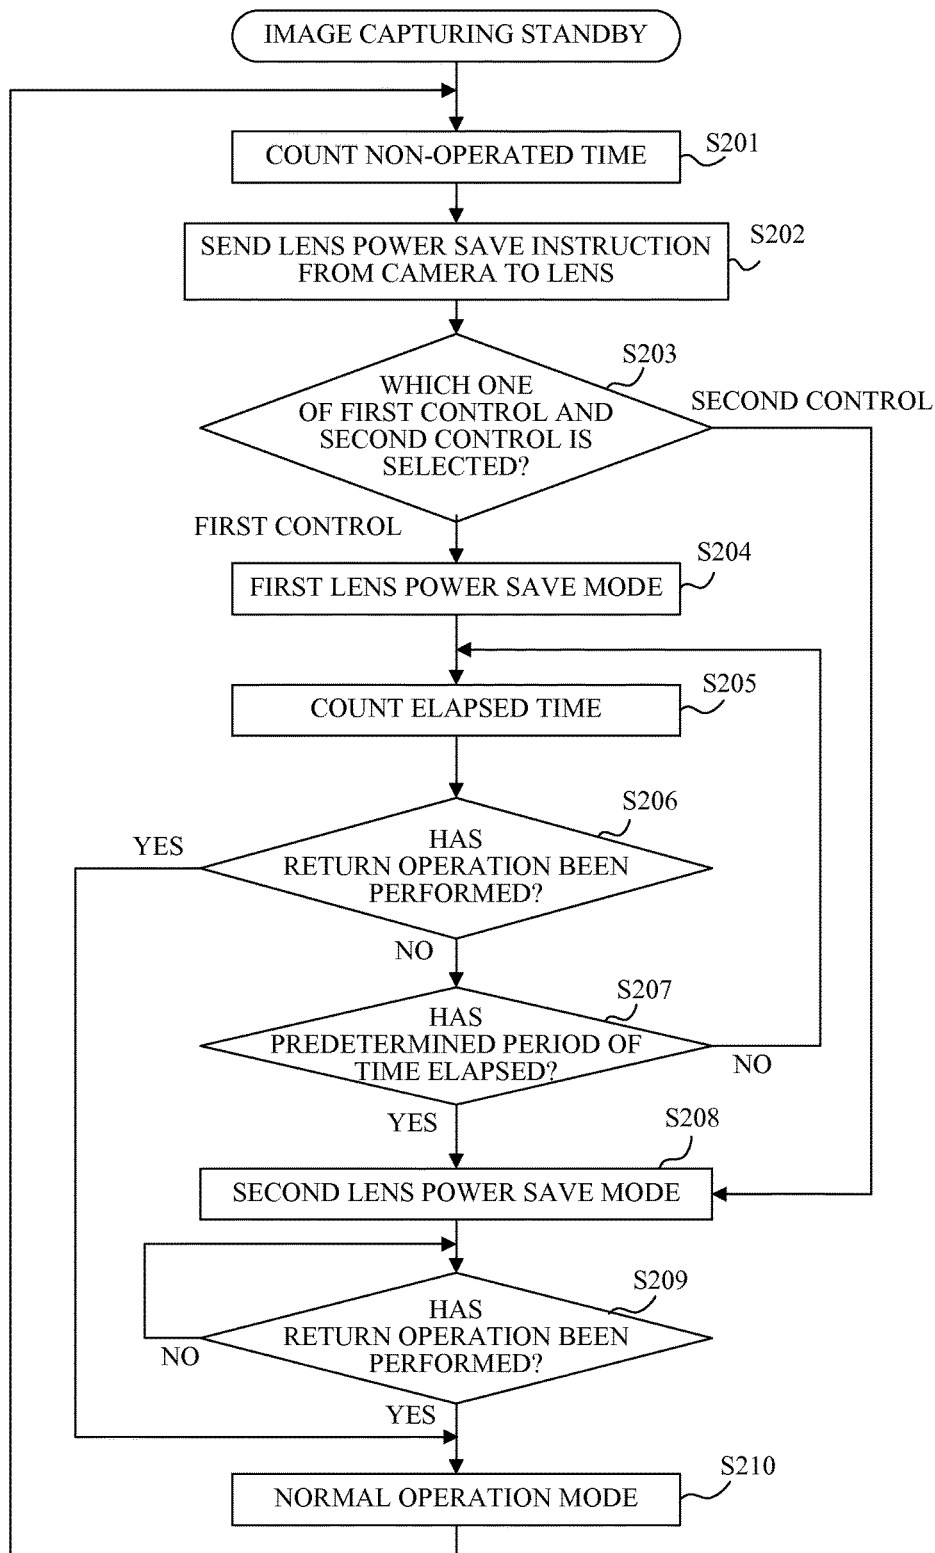 IMAGE CAPTURING STANDBY
COUNT NON-OPERATED TIME
S201
SEND LENS POWER SAVE INSTRUCTION
FROM CAMERA TO LENS
S202
WHICH ONE
OF FIRST CONTROL AND
SECOND CONTROL IS
SELECTED?
S203
SECOND CONTROL
FIRST CONTROL
FIRST LENS POWER SAVE MODE
S204
COUNT ELAPSED TIME
S205
HAS
RETURN OPERATION BEEN
PERFORMED?
S206
YES
NO
HAS
PREDETERMINED PERIOD OF
TIME ELAPSED?
S207
NO
YES
SECOND LENS POWER SAVE MODE
S208
HAS
RETURN OPERATION BEEN
PERFORMED?
S209
NO
YES
NORMAL OPERATION MODE
S210